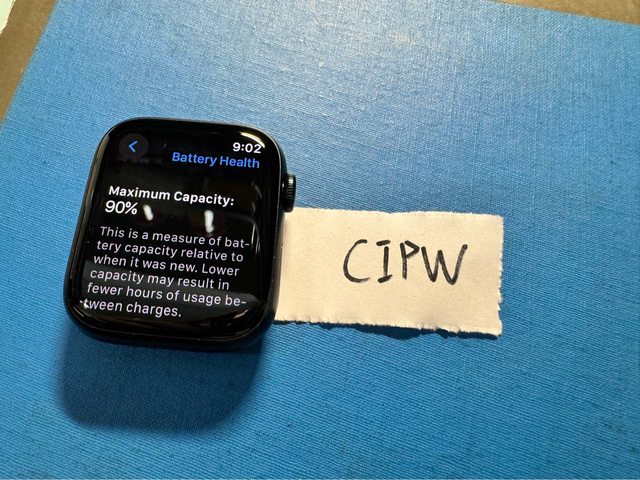 9:02
Battery Health
Maximum Capacity:
90%
This is a measure of bat-
tery capacity relative to
when it was new. Lower
capacity may result in
fewer hours of usage be-
tween charges.
CIPW